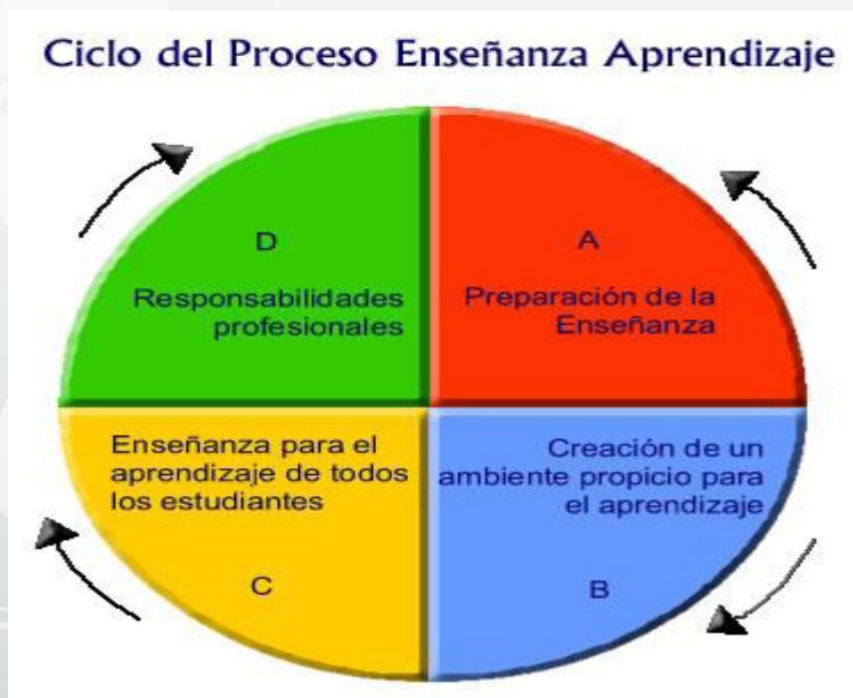 Ciclo del Proceso Enseñanza Aprendizaje
D
Responsabilidades
profesionales
A
Preparación de la
Enseñanza
Enseñanza para el
aprendizaje de todos
los estudiantes
C
Creación de un
ambiente propicio para
el aprendizaje
B